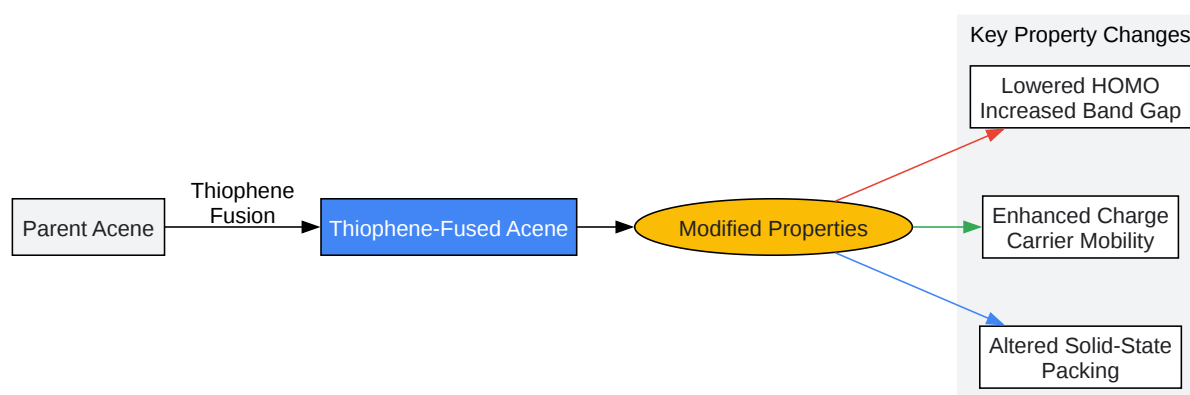 Parent Acene
Thiophene
Fusion
Thiophene-Fused Acene
Modified Properties
Key Property Changes
Lowered HOMO
Increased Band Gap
Enhanced Charge
Carrier Mobility
Altered Solid-State
Packing